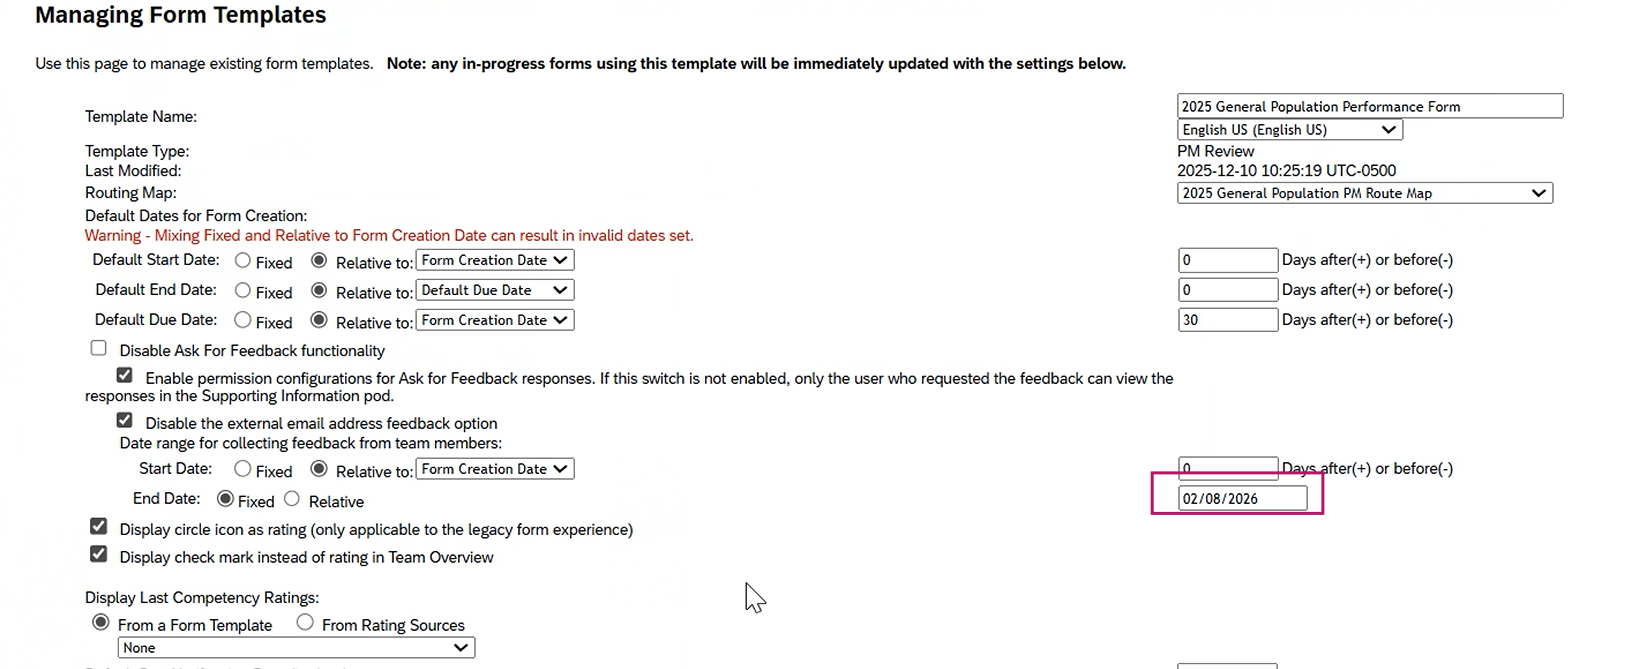 Managing Form Templates
Use this page to manage existing form templates. Note: any in-progress forms using this template will be immediately updated with the settings below.
Template Name: 2025 General Population Performance Form
English US (English US)
Template Type: PM Review
Last Modified: 2025-12-10 10:25:19 UTC-0500
Routing Map: 2025 General Population PM Route Map
Default Dates for Form Creation:
Warning - Mixing Fixed and Relative to Form Creation Date can result in invalid dates set.
Default Start Date: Fixed Relative to: Form Creation Date 0 Days after(+) or before(-)
Default End Date: Fixed Relative to: Default Due Date 0 Days after(+) or before(-)
Default Due Date: Fixed Relative to: Form Creation Date 30 Days after(+) or before(-)
Disable Ask For Feedback functionality
Enable permission configurations for Ask for Feedback responses. If this switch is not enabled, only the user who requested the feedback can view the
responses in the Supporting Information pod.
Disable the external email address feedback option
Date range for collecting feedback from team members:
Start Date: Fixed Relative to: Form Creation Date 0 Days after(+) or before(-)
End Date: Fixed Relative 02/08/2026
Display circle icon as rating (only applicable to the legacy form experience)
Display check mark instead of rating in Team Overview
Display Last Competency Ratings:
From a Form Template From Rating Sources
None